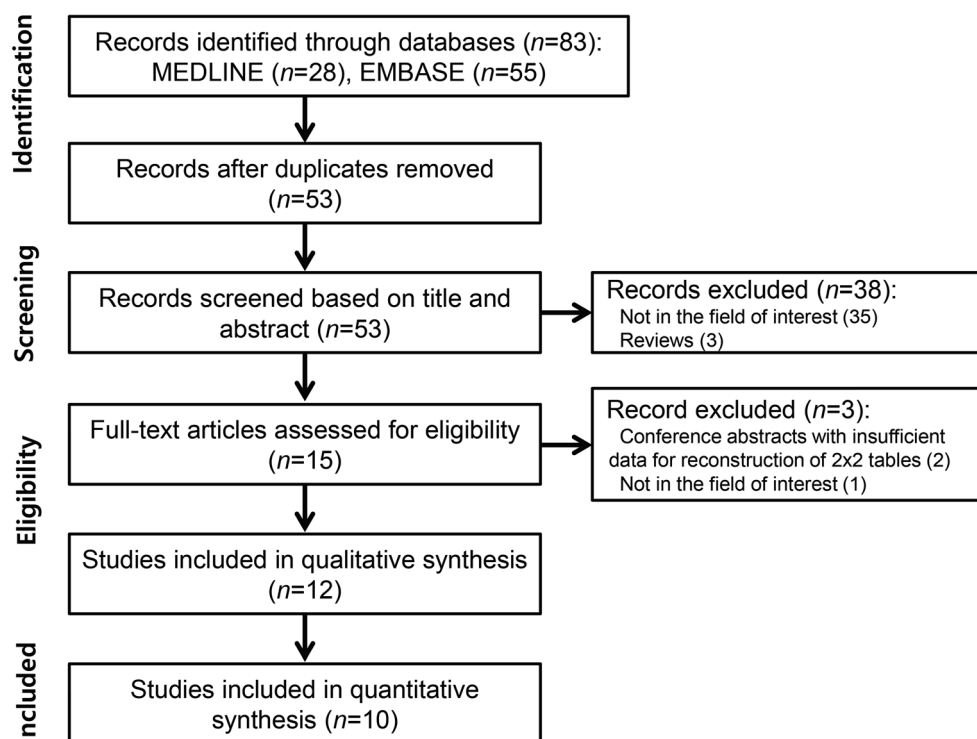 Identification
Records identified through databases (n=83):
MEDLINE (n=28), EMBASE (n=55)
Records after duplicates removed
(n=53)
Screening
Records screened based on title and
abstract (n=53)
Records excluded (n=38):
Not in the field of interest (35)
Reviews (3)
Eligibility
Full-text articles assessed for eligibility
(n=15)
Record excluded (n=3):
Conference abstracts with insufficient
data for reconstruction of 2x2 tables (2)
Not in the field of interest (1)
Studies included in qualitative synthesis
(n=12)
ncluded
Studies included in quantitative
synthesis (n=10)